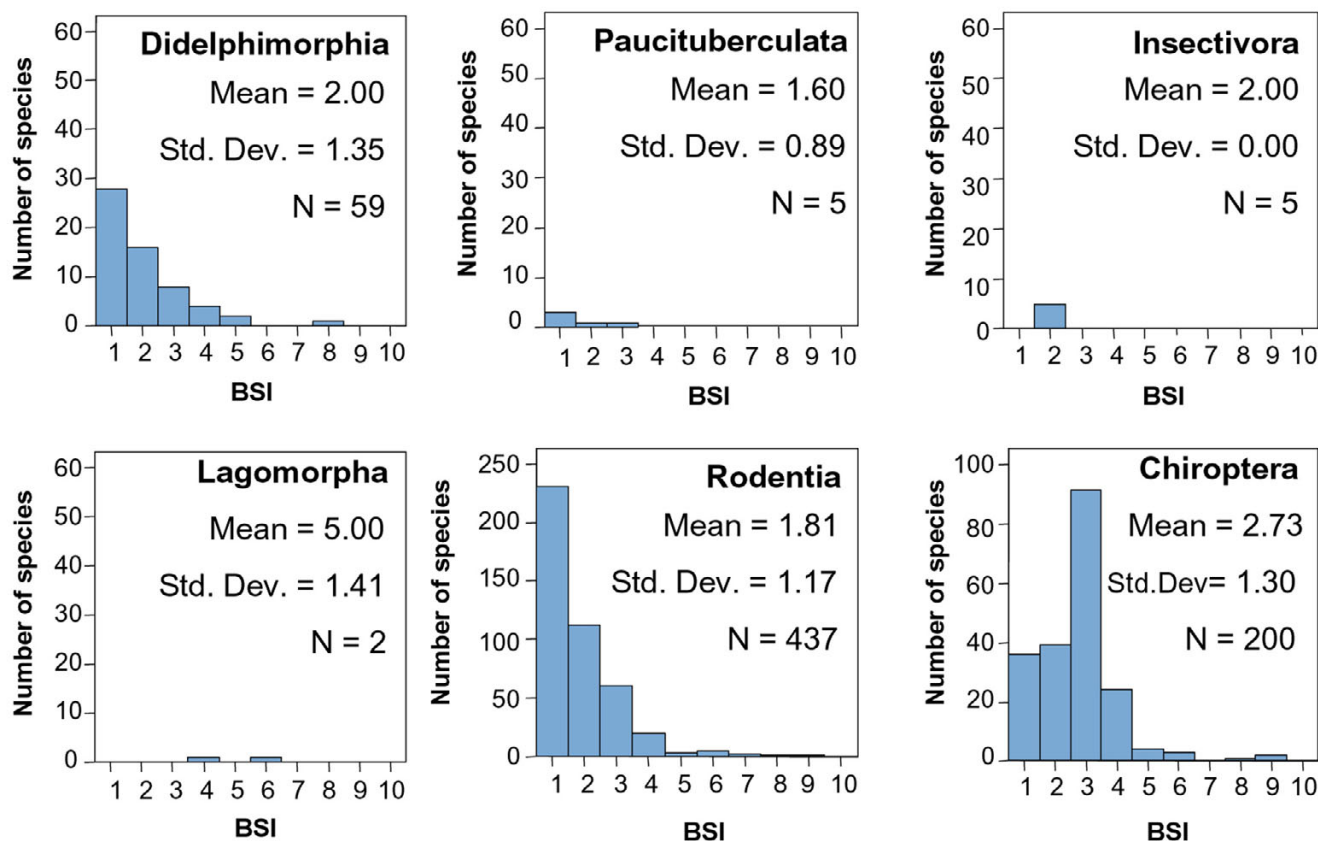 Didelphimorphia
Mean = 2.00
Std. Dev. = 1.35
N = 59
Number of species
60
50
40
30
20
10
0
1 2 3 4 5 6 7 8 9 10
BSI
Paucituberculata
Mean = 1.60
Std. Dev. = 0.89
N = 5
Number of species
60
50
40
30
20
10
0
1 2 3 4 5 6 7 8 9 10
BSI
Insectivora
Mean = 2.00
Std. Dev. = 0.00
N = 5
Number of species
60
50
40
30
20
10
0
1 2 3 4 5 6 7 8 9 10
BSI
Lagomorpha
Mean = 5.00
Std. Dev. = 1.41
N = 2
Number of species
60
50
40
30
20
10
0
1 2 3 4 5 6 7 8 9 10
BSI
Rodentia
Mean = 1.81
Std. Dev. = 1.17
N = 437
Number of species
250
200
150
100
50
0
1 2 3 4 5 6 7 8 9 10
BSI
Chiroptera
Mean = 2.73
Std.Dev= 1.30
N = 200
Number of species
100
80
60
40
20
0
1 2 3 4 5 6 7 8 9 10
BSI